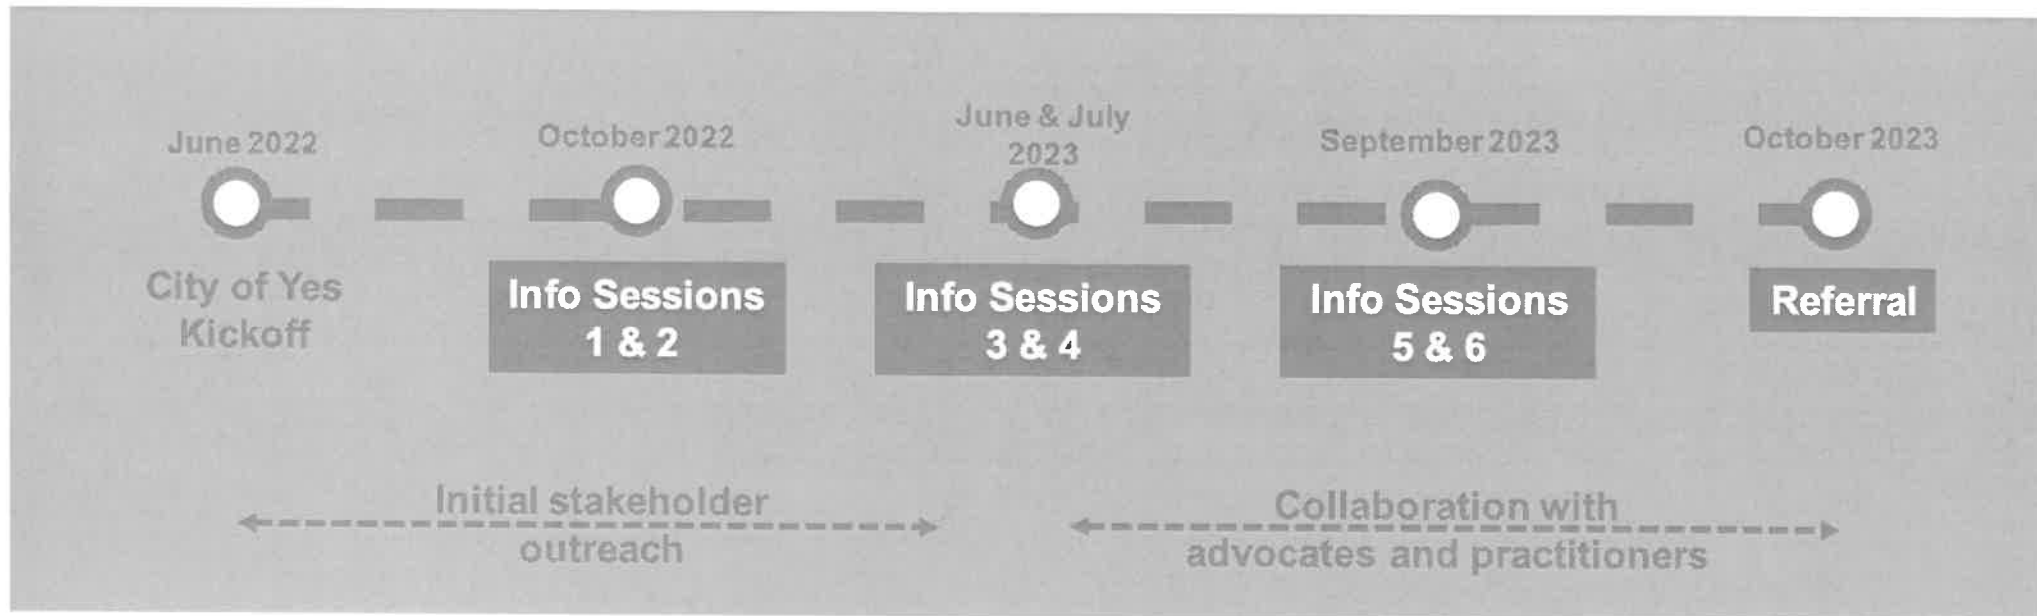 June 2022
October 2022
June & July
2023
September 2023
October 2023
City of Yes
Kickoff
Info Sessions
1 & 2
Info Sessions
3 & 4
Info Sessions
5 & 6
Referral
Initial stakeholder
outreach
Collaboration with
advocates and practitioners